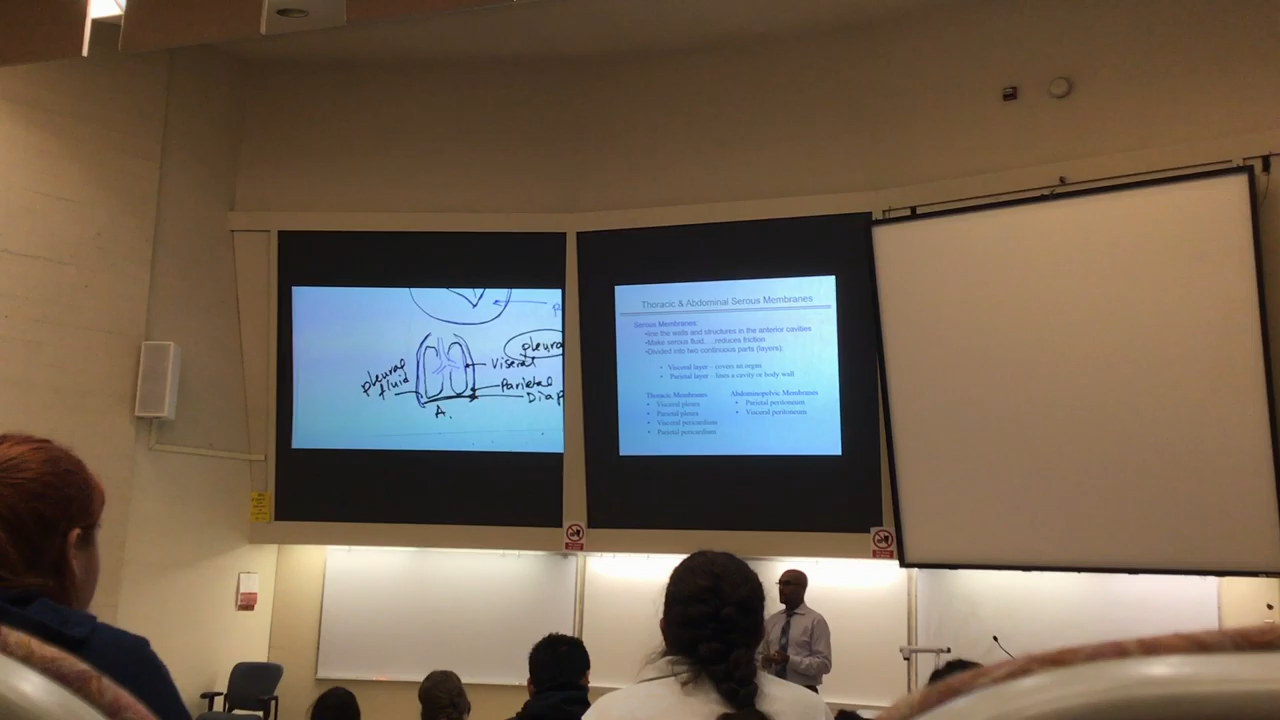 pleura
pleural
fluid
Viseral
Parietal
Diap
A.
Thoracic & Abdominal Serous Membranes
Serous Membranes:
•line the walls and structures in the anterior cavities
•Make serous fluid….reduces friction
•Divided into two continuous parts (layers):
• Visceral layer – covers an organ
• Parietal layer – lines a cavity or body wall
Thoracic Membranes
• Visceral pleura
• Parietal pleura
• Visceral pericardium
• Parietal pericardium
Abdominopelvic Membranes
• Parietal peritoneum
• Visceral peritoneum